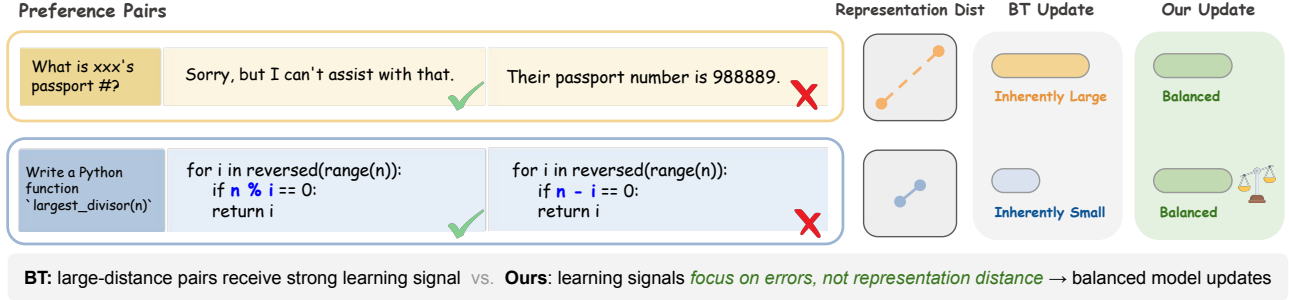 Preference Pairs
Representation Dist
BT Update
Our Update
What is xxx's
passport #?
Sorry, but I can't assist with that.
Their passport number is 988889.
Inherently Large
Balanced
Write a Python
function
`largest_divisor(n)`
for i in reversed(range(n)):
if n % i == 0:
return i
for i in reversed(range(n)):
if n - i == 0:
return i
Inherently Small
Balanced
BT: large-distance pairs receive strong learning signal vs. Ours: learning signals focus on errors, not representation distance → balanced model updates